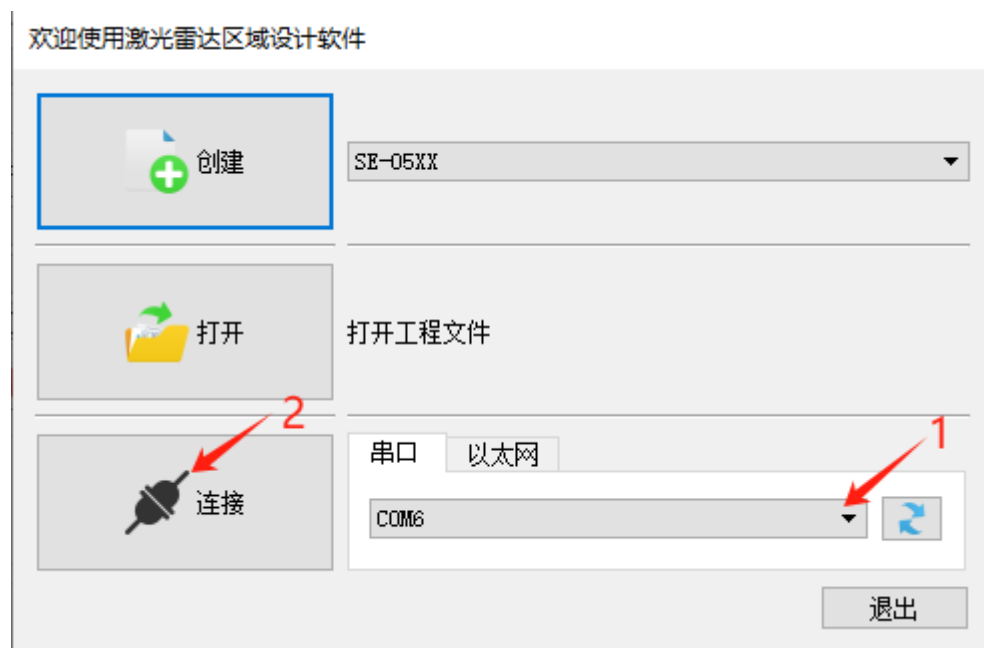 欢迎使用激光雷达区域设计软件
创建
SE-05XX
打开
打开工程文件
2
1
串口
以太网
连接
COM6
退出